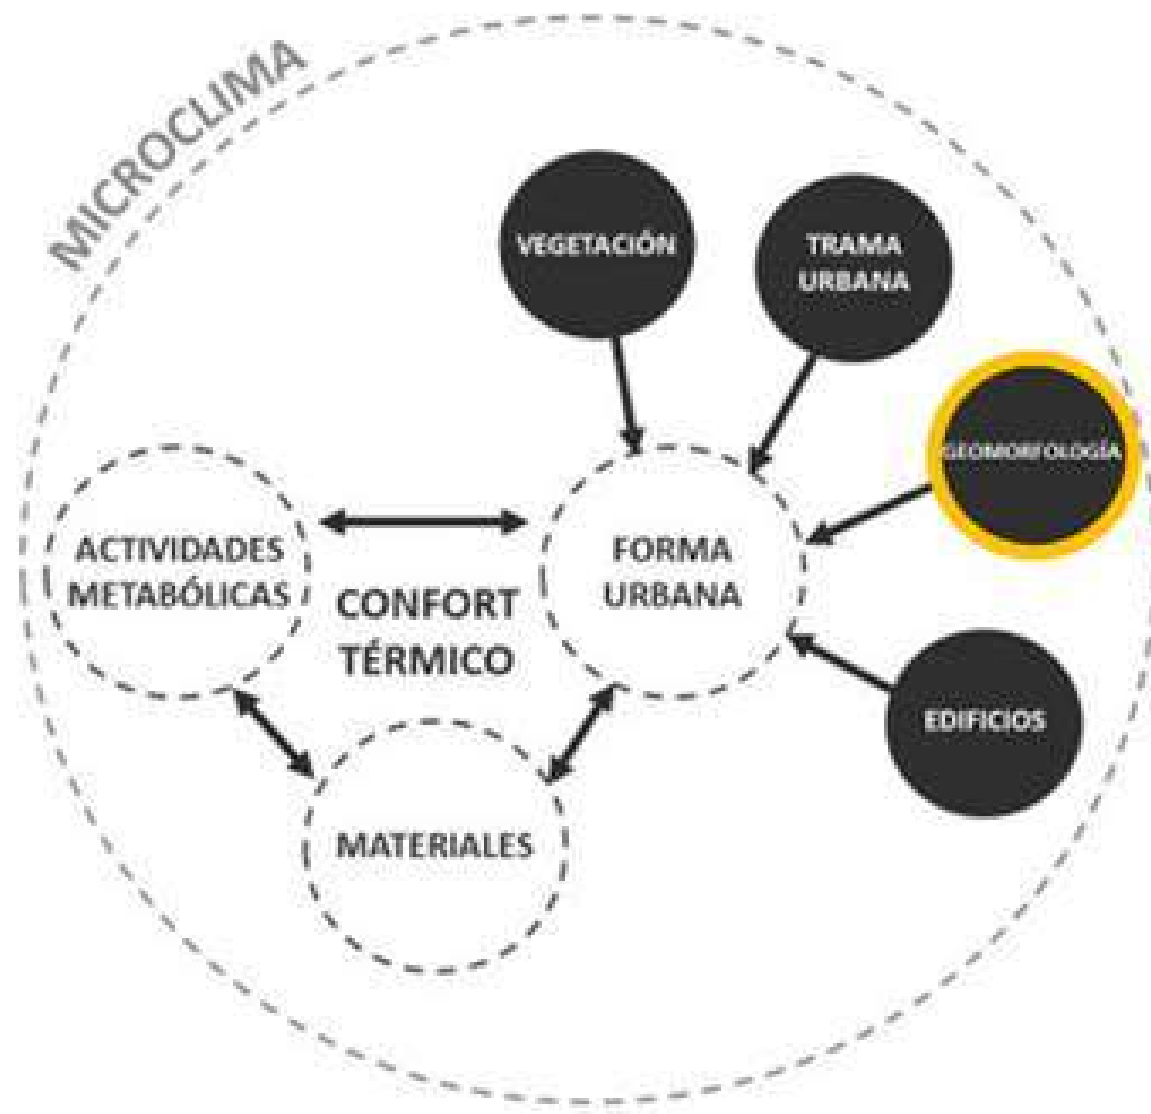 MICROCLIMA
VEGETACIÓN
TRAMA
URBANA
GEOMORFOLOGÍA
ACTIVIDADES
METABÓLICAS
CONFORT
TÉRMICO
FORMA
URBANA
EDIFICIOS
MATERIALES